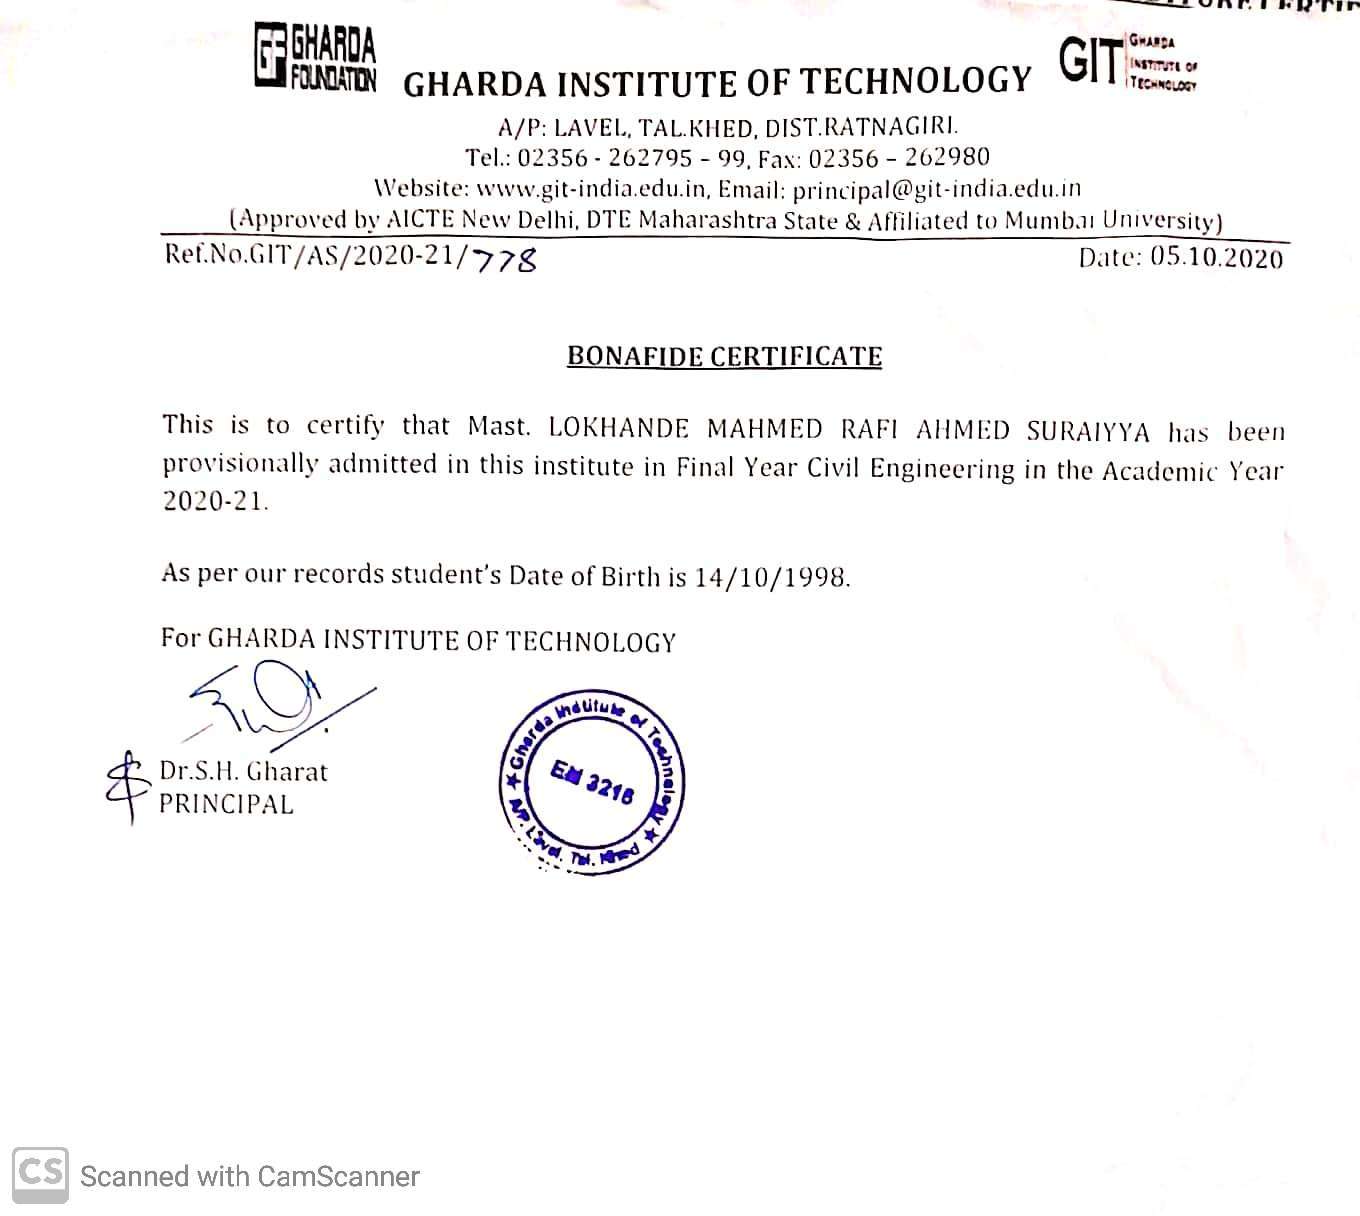 GHARDA
FOUNDATION
GHARDA INSTITUTE OF TECHNOLOGY
GIT GHARDA
INSTITUTE OF
TECHNOLOGY
A/P: LAVEL, TAL.KHED, DIST.RATNAGIRI.
Tel.: 02356 - 262795 – 99, Fax: 02356 – 262980
Website: www.git-india.edu.in, Email: principal@git-india.edu.in
(Approved by AICTE New Delhi, DTE Maharashtra State & Affiliated to Mumbai University)
Ref.No.GIT/AS/2020-21/778
Date: 05.10.2020
BONAFIDE CERTIFICATE
This is to certify that Mast. LOKHANDE MAHMED RAFI AHMED SURAIYYA has been
provisionally admitted in this institute in Final Year Civil Engineering in the Academic Year
2020-21.
As per our records student's Date of Birth is 14/10/1998.
For GHARDA INSTITUTE OF TECHNOLOGY
Dr.S.H. Gharat
PRINCIPAL
Gharda Institute of Technology
EN 3218
A/P. Lavel, Tal. Khed
CS Scanned with CamScanner